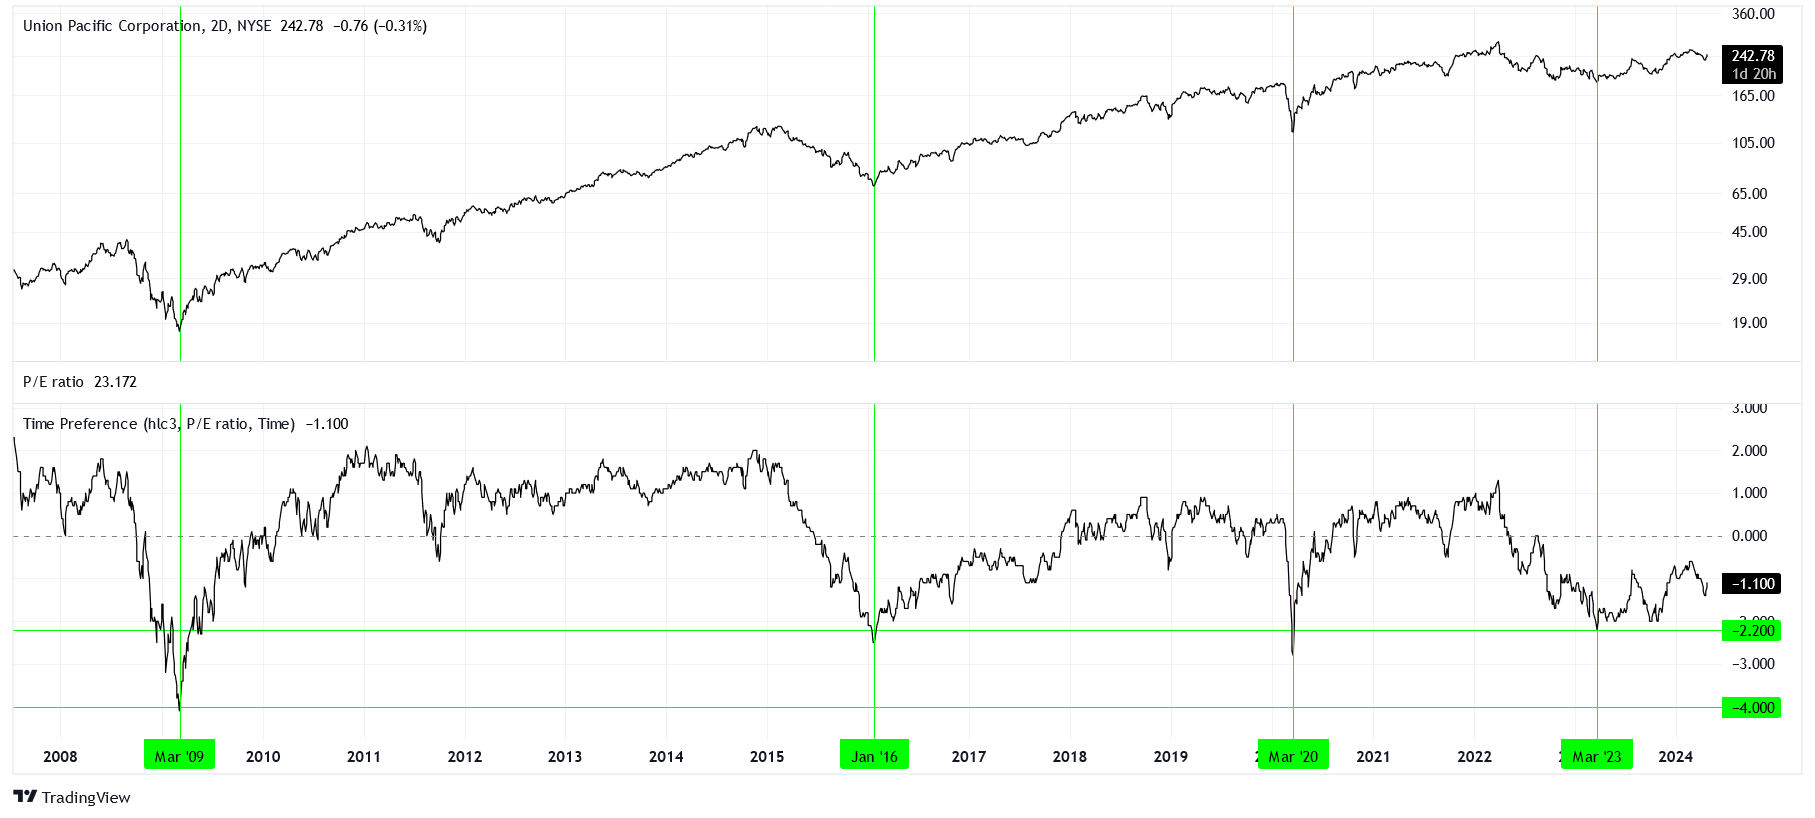 Union Pacific Corporation, 2D, NYSE 242.78 −0.76 (−0.31%)
360.00
242.78
1d 20h
165.00
105.00
65.00
45.00
29.00
19.00
P/E ratio 23.172
3.000
Time Preference (hlc3, P/E ratio, Time) −1.100
2.000
1.000
0.000
−1.100
−2.000
−2.200
−3.000
−4.000
2008 Mar '09 2010 2011 2012 2013 2014 2015 Jan '16 2017 2018 2019 Mar '20 2021 2022 Mar '23 2024
TradingView